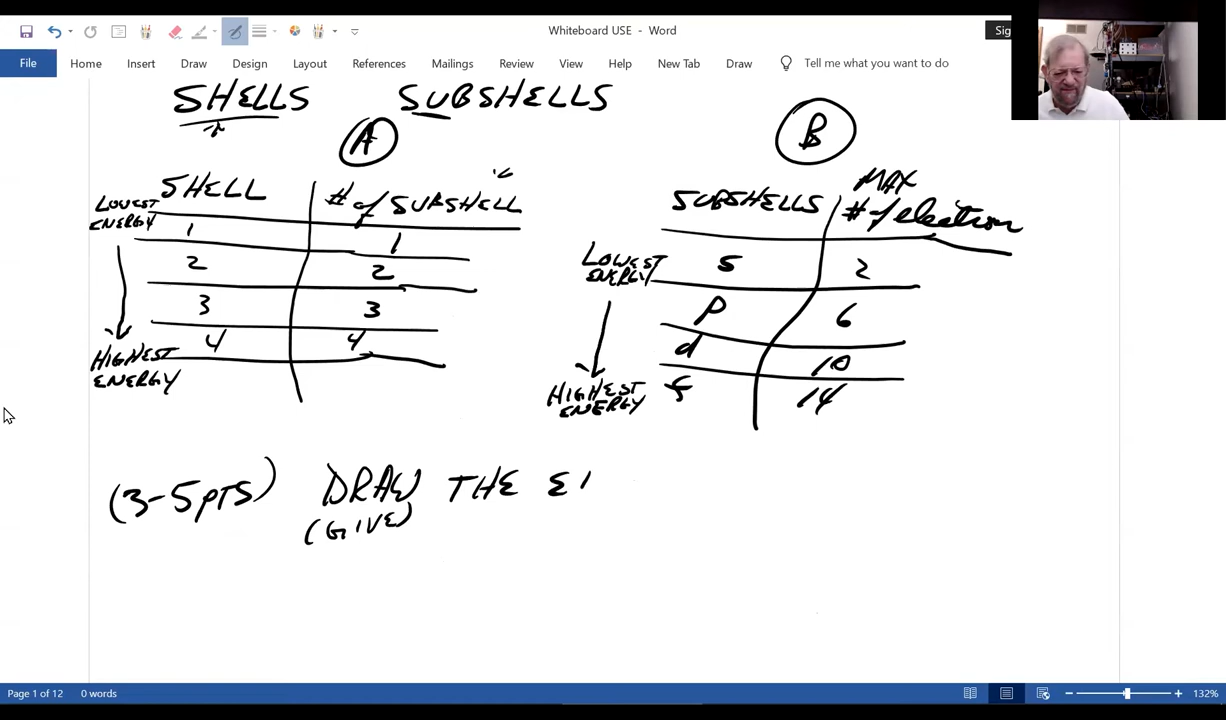 Whiteboard USE - Word
File Home Insert Draw Design Layout References Mailings Review View Help New Tab Draw Tell me what you want to do
SHELLS SUBSHELLS
A
B
SHELL # of SUBSHELL
LOWEST ENERGY
1 1
2 2
3 3
4 4
HIGHEST ENERGY
SUBSHELLS MAX # of electron
LOWEST ENERGY
s 2
p 6
d 10
f 14
HIGHEST ENERGY
(3-5pTS) DRAW THE
(GIVE)
Page 1 of 12 0 words
132%